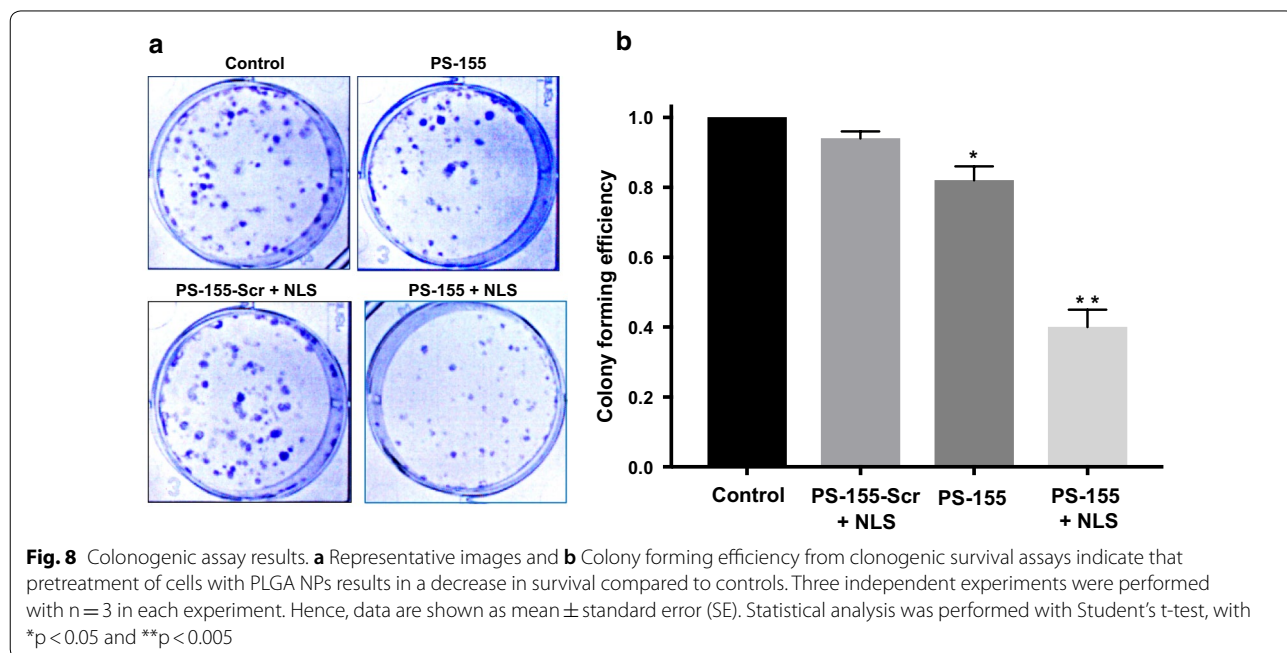 a
Control
PS-155
PS-155-Scr + NLS
PS-155 + NLS
3
3
b
Colony forming efficiency
1.0
0.8
0.6
0.4
0.2
0.0
*
**
Control
PS-155-Scr
+ NLS
PS-155
PS-155
+ NLS
Fig. 8 Colonogenic assay results. a Representative images and b Colony forming efficiency from clonogenic survival assays indicate that
pretreatment of cells with PLGA NPs results in a decrease in survival compared to controls. Three independent experiments were performed
with n = 3 in each experiment. Hence, data are shown as mean ± standard error (SE). Statistical analysis was performed with Student's t-test, with
*p < 0.05 and **p < 0.005